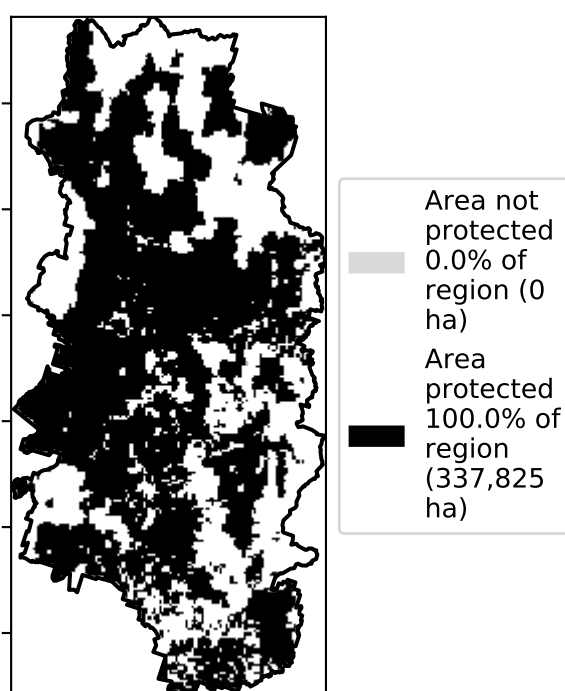 Area not
protected
0.0% of
region (0
ha)
Area
protected
100.0% of
region
(337,825
ha)